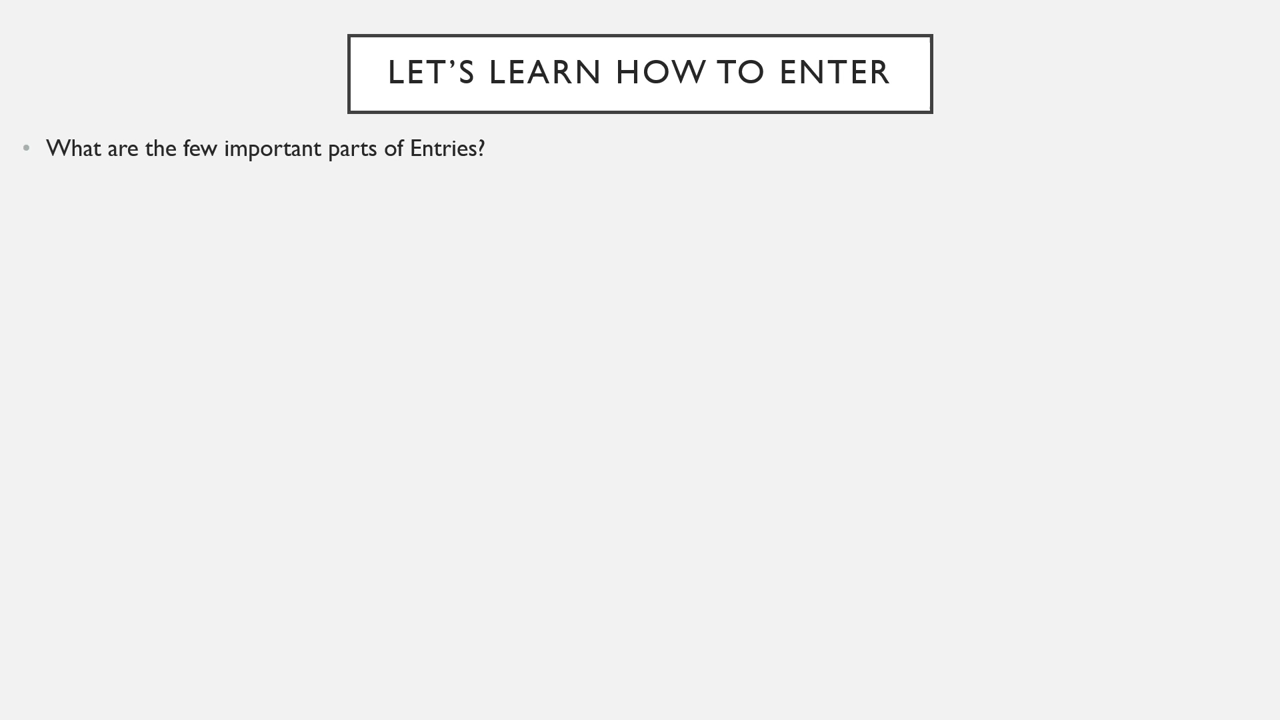 LET’S LEARN HOW TO ENTER
• What are the few important parts of Entries?